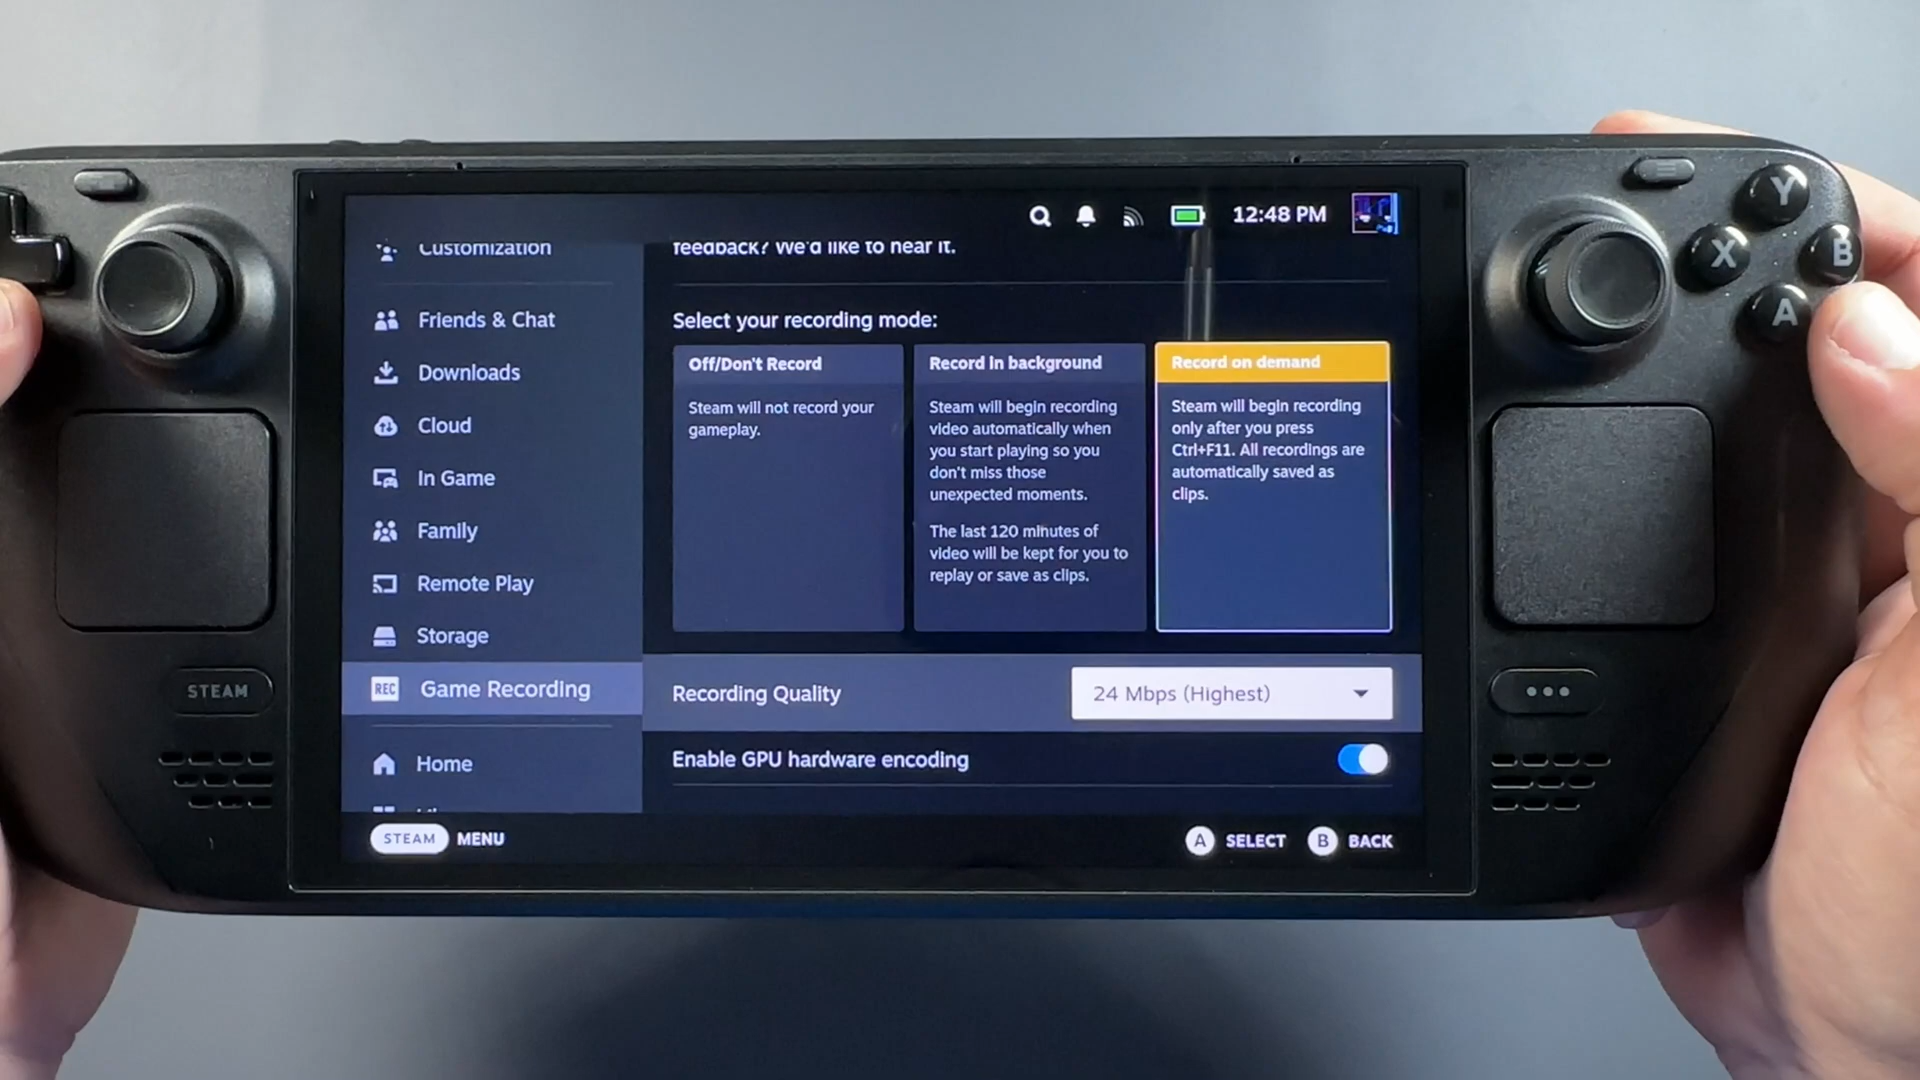 12:48 PM
Customization
Friends & Chat
Downloads
Cloud
In Game
Family
Remote Play
Storage
REC Game Recording
Home
feedback? We'd like to hear it.
Select your recording mode:
Off/Don't Record
Steam will not record your
gameplay.
Record in background
Steam will begin recording
video automatically when
you start playing so you
don't miss those
unexpected moments.
The last 120 minutes of
video will be kept for you to
replay or save as clips.
Record on demand
Steam will begin recording
only after you press
Ctrl+F11. All recordings are
automatically saved as
clips.
Recording Quality
24 Mbps (Highest)
Enable GPU hardware encoding
STEAM MENU
A SELECT B BACK
STEAM
Y
X
B
A